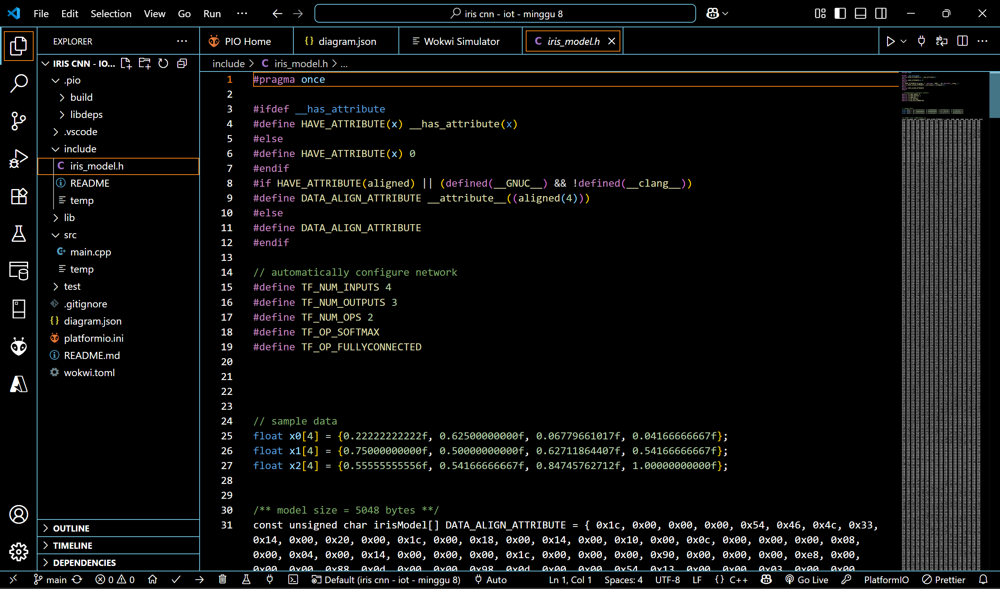 File Edit Selection View Go Run ... iris cnn - iot - minggu 8
EXPLORER
IRIS CNN - IO...
.pio
build
libdeps
.vscode
include
iris_model.h
README
temp
lib
src
main.cpp
temp
test
.gitignore
diagram.json
platformio.ini
README.md
wokwi.toml
OUTLINE
TIMELINE
DEPENDENCIES
PIO Home diagram.json Wokwi Simulator iris_model.h
include > C iris_model.h > ...
1 #pragma once
2
3 #ifdef __has_attribute
4 #define HAVE_ATTRIBUTE(x) __has_attribute(x)
5 #else
6 #define HAVE_ATTRIBUTE(x) 0
7 #endif
8 #if HAVE_ATTRIBUTE(aligned) || (defined(__GNUC__) && !defined(__clang__))
9 #define DATA_ALIGN_ATTRIBUTE __attribute__((aligned(4)))
10 #else
11 #define DATA_ALIGN_ATTRIBUTE
12 #endif
13
14 // automatically configure network
15 #define TF_NUM_INPUTS 4
16 #define TF_NUM_OUTPUTS 3
17 #define TF_NUM_OPS 2
18 #define TF_OP_SOFTMAX
19 #define TF_OP_FULLYCONNECTED
20
21
22
23
24 // sample data
25 float x0[4] = {0.22222222222f, 0.62500000000f, 0.06779661017f, 0.04166666667f};
26 float x1[4] = {0.75000000000f, 0.50000000000f, 0.62711864407f, 0.54166666667f};
27 float x2[4] = {0.55555555556f, 0.54166666667f, 0.84745762712f, 1.00000000000f};
28
29
30 /** model size = 5048 bytes **/
31 const unsigned char irisModel[] DATA_ALIGN_ATTRIBUTE = { 0x1c, 0x00, 0x00, 0x00, 0x54, 0x46, 0x4c, 0x33,
0x14, 0x00, 0x20, 0x00, 0x1c, 0x00, 0x18, 0x00, 0x14, 0x00, 0x10, 0x00, 0x0c, 0x00, 0x00, 0x00, 0x08,
0x00, 0x04, 0x00, 0x14, 0x00, 0x00, 0x00, 0x1c, 0x00, 0x00, 0x00, 0x90, 0x00, 0x00, 0x00, 0xe8, 0x00,
0x00, 0x00, 0x88, 0x0d, 0x00, 0x00, 0x98, 0x0d, 0x00, 0x00, 0x54, 0x13, 0x00, 0x00, 0x03, 0x00, 0x00,
main 0 0 Default (iris cnn - iot - minggu 8) Auto Ln 1, Col 1 Spaces: 4 UTF-8 LF {} C++ Go Live PlatformIO Prettier